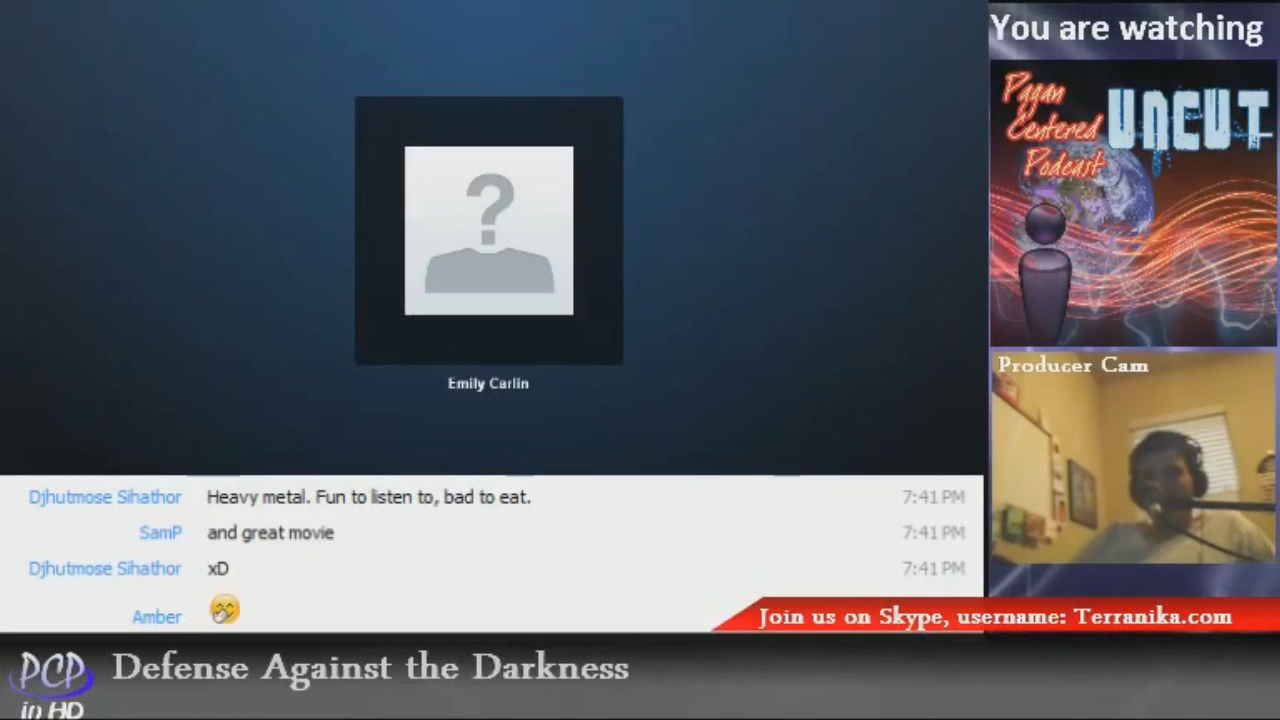 You are watching
Pagan
Centered
Podcast
UNCUT
Emily Carlin
Producer Cam
Djhutmose Sihathor Heavy metal. Fun to listen to, bad to eat. 7:41 PM
SamP and great movie 7:41 PM
Djhutmose Sihathor xD 7:41 PM
Amber
Join us on Skype, username: Terranika.com
PCP
in HD
Defense Against the Darkness